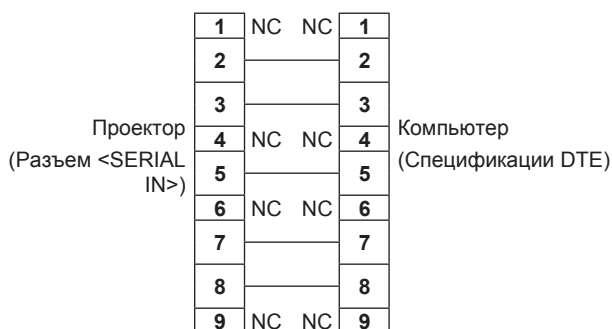 1 NC NC 1
2 2
3 3
Проектор
(Разъем <SERIAL
IN>)
4 NC NC 4
Компьютер
(Спецификации DTE)
5 5
6 NC NC 6
7 7
8 8
9 NC NC 9